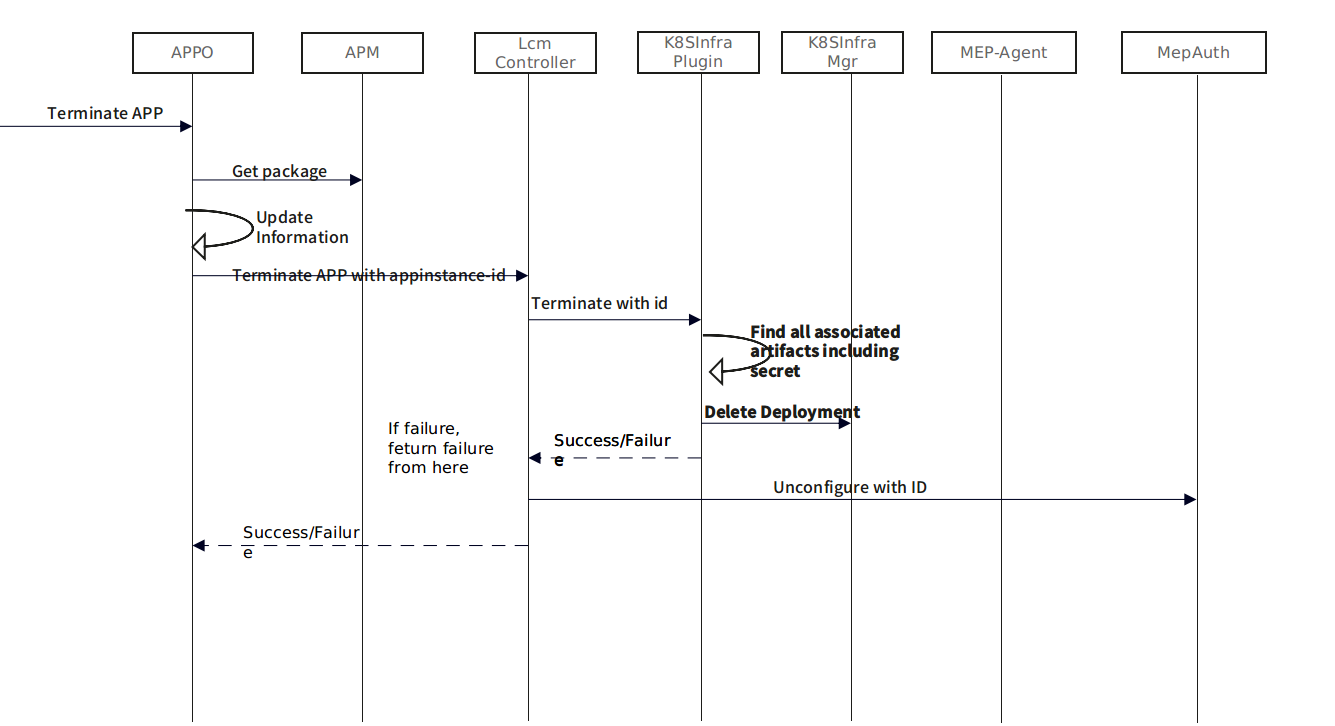 APPO
APM
Lcm
Controller
K8SInfra
Plugin
K8SInfra
Mgr
MEP-Agent
MepAuth
Terminate APP
Get package
Update
Information
Terminate APP with appinstance-id
Terminate with id
Find all associated
artifacts including
secret
Delete Deployment
If failure,
feturn failure
from here
Success/Failur
e
Unconfigure with ID
Success/Failur
e